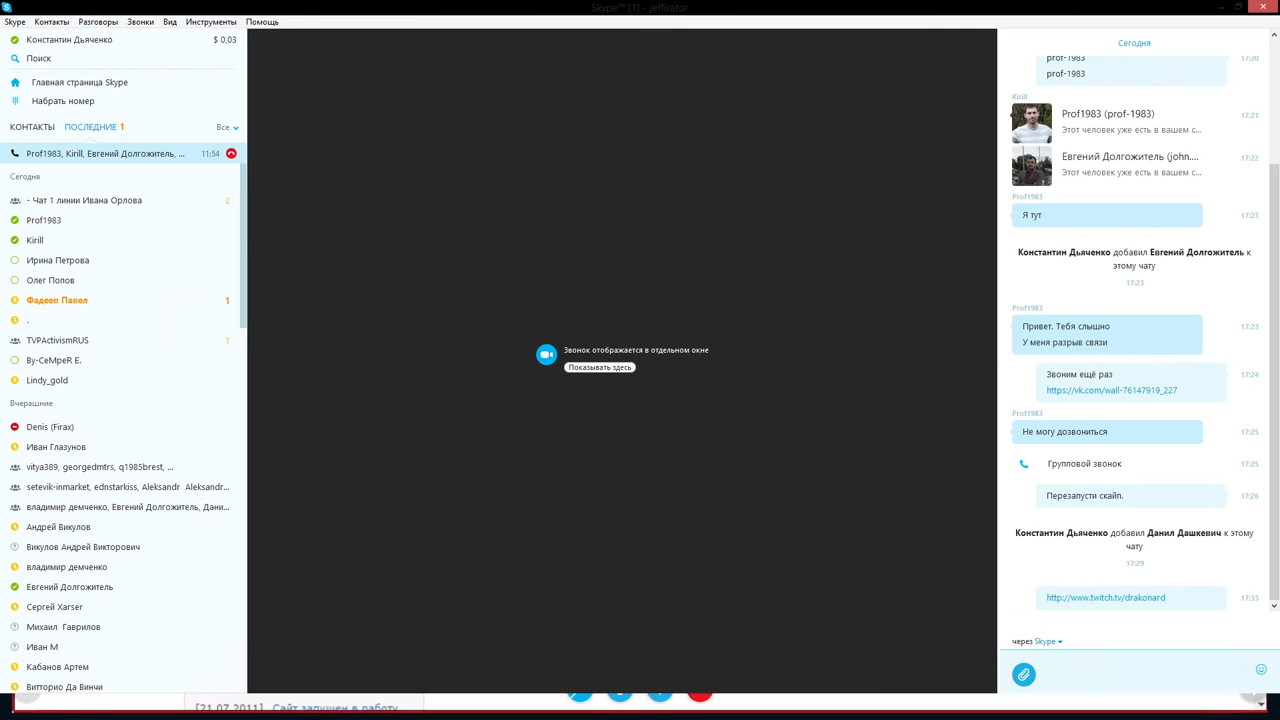 Skype™ [1] - jeffirator
Skype Контакты Разговоры Звонки Вид Инструменты Помощь
Константин Дьяченко $ 0,03
Поиск
Главная страница Skype
Набрать номер
КОНТАКТЫ ПОСЛЕДНИЕ 1 Все
Prof1983, Kirill, Евгений Долгожитель, ... 11:54
Сегодня
- Чат 1 линии Ивана Орлова 2
Prof1983
Kirill
Ирина Петрова
Олег Попов
Фадеев Павел 1
.
TVPActivismRUS 1
By-CeMpeR E.
Lindy_gold
Вчерашние
Denis (Firax)
Иван Глазунов
vitya389, georgedmtrs, q1985brest, ...
setevik-inmarket, ednstarkiss, Aleksandr Aleksandr...
владимир демченко, Евгений Долгожитель, Дани...
Андрей Викулов
Викулов Андрей Викторович
владимир демченко
Евгений Долгожитель
Сергей Xarser
Михаил Гаврилов
Иван М
Кабанов Артем
Витторио Да Винчи
Звонок отображается в отдельном окне
Показывать здесь
Сегодня
prof-1983 17:20
prof-1983
Kirill
Prof1983 (prof-1983)
Этот человек уже есть в вашем с... 17:21
Евгений Долгожитель (john....
Этот человек уже есть в вашем с... 17:22
Prof1983
Я тут 17:23
Константин Дьяченко добавил Евгений Долгожитель к
этому чату
17:23
Prof1983
Привет. Тебя слышно 17:23
У меня разрыв связи
Звоним ещё раз 17:24
https://vk.com/wall-76147919_227
Prof1983
Не могу дозвониться 17:25
Групповой звонок 17:25
Перезапусти скайп. 17:26
Константин Дьяченко добавил Данил Дашкевич к этому
чату
17:29
http://www.twitch.tv/drakonard 17:33
через Skype
[21.07.2011] Сайт запущен в работу.